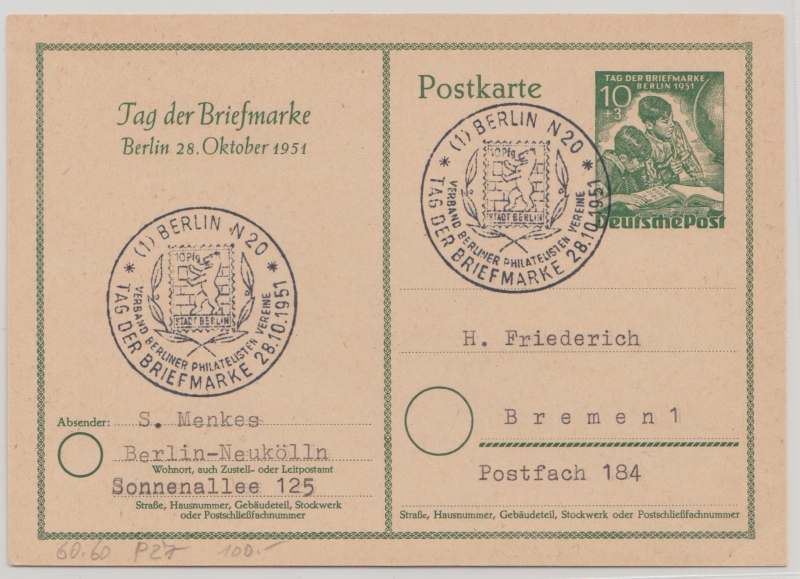 Tag der Briefmarke
Berlin 28. Oktober 1951
Postkarte
TAG DER BRIEFMARKE
BERLIN 1951
10
+3
Deutsche Post
(1) BERLIN N 20
10Pfg
STADT BERLIN
VERBAND BERLINER PHILATELISTEN VEREINE
* TAG DER BRIEFMARKE 28.10.1951 *
(1) BERLIN N 20
10Pfg
STADT BERLIN
VERBAND BERLINER PHILATELISTEN VEREINE
* TAG DER BRIEFMARKE 28.10.1951 *
Absender: S. Menkes
Berlin-Neukölln
Wohnort, auch Zustell- oder Leitpostamt
Sonnenallee 125
Straße, Hausnummer, Gebäudeteil, Stockwerk
oder Postschließfachnummer
H. Friederich
Bremen 1
Postfach 184
Straße, Hausnummer, Gebäudeteil, Stockwerk oder Postschließfachnummer
60.60 P27 100.-